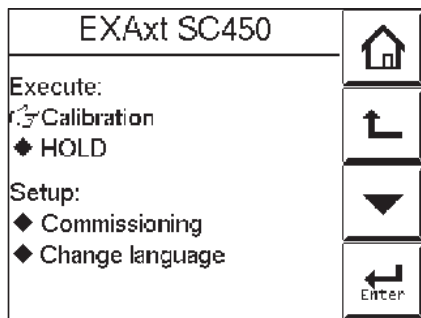 EXAxt SC450
Execute:
Calibration
HOLD
Setup:
Commissioning
Change language
Enter